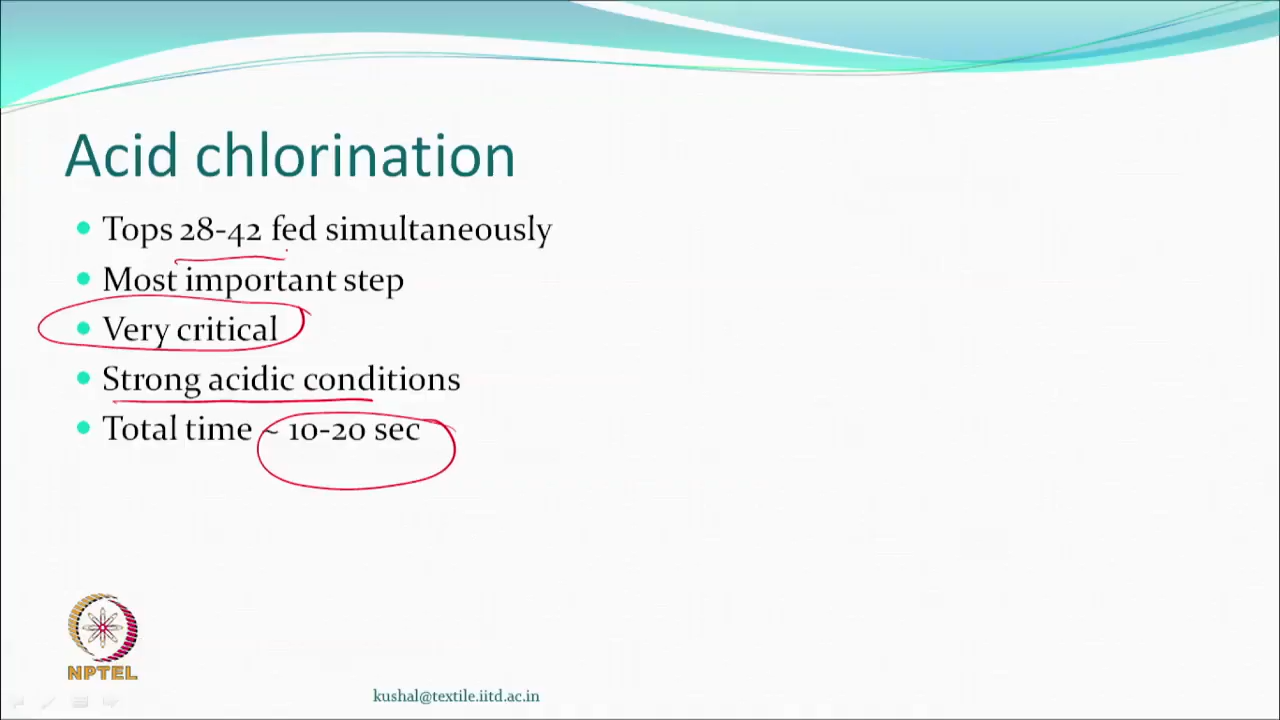 Acid chlorination
• Tops 28-42 fed simultaneously
• Most important step
• Very critical
• Strong acidic conditions
• Total time ~ 10-20 sec
NPTEL
kushal@textile.iitd.ac.in